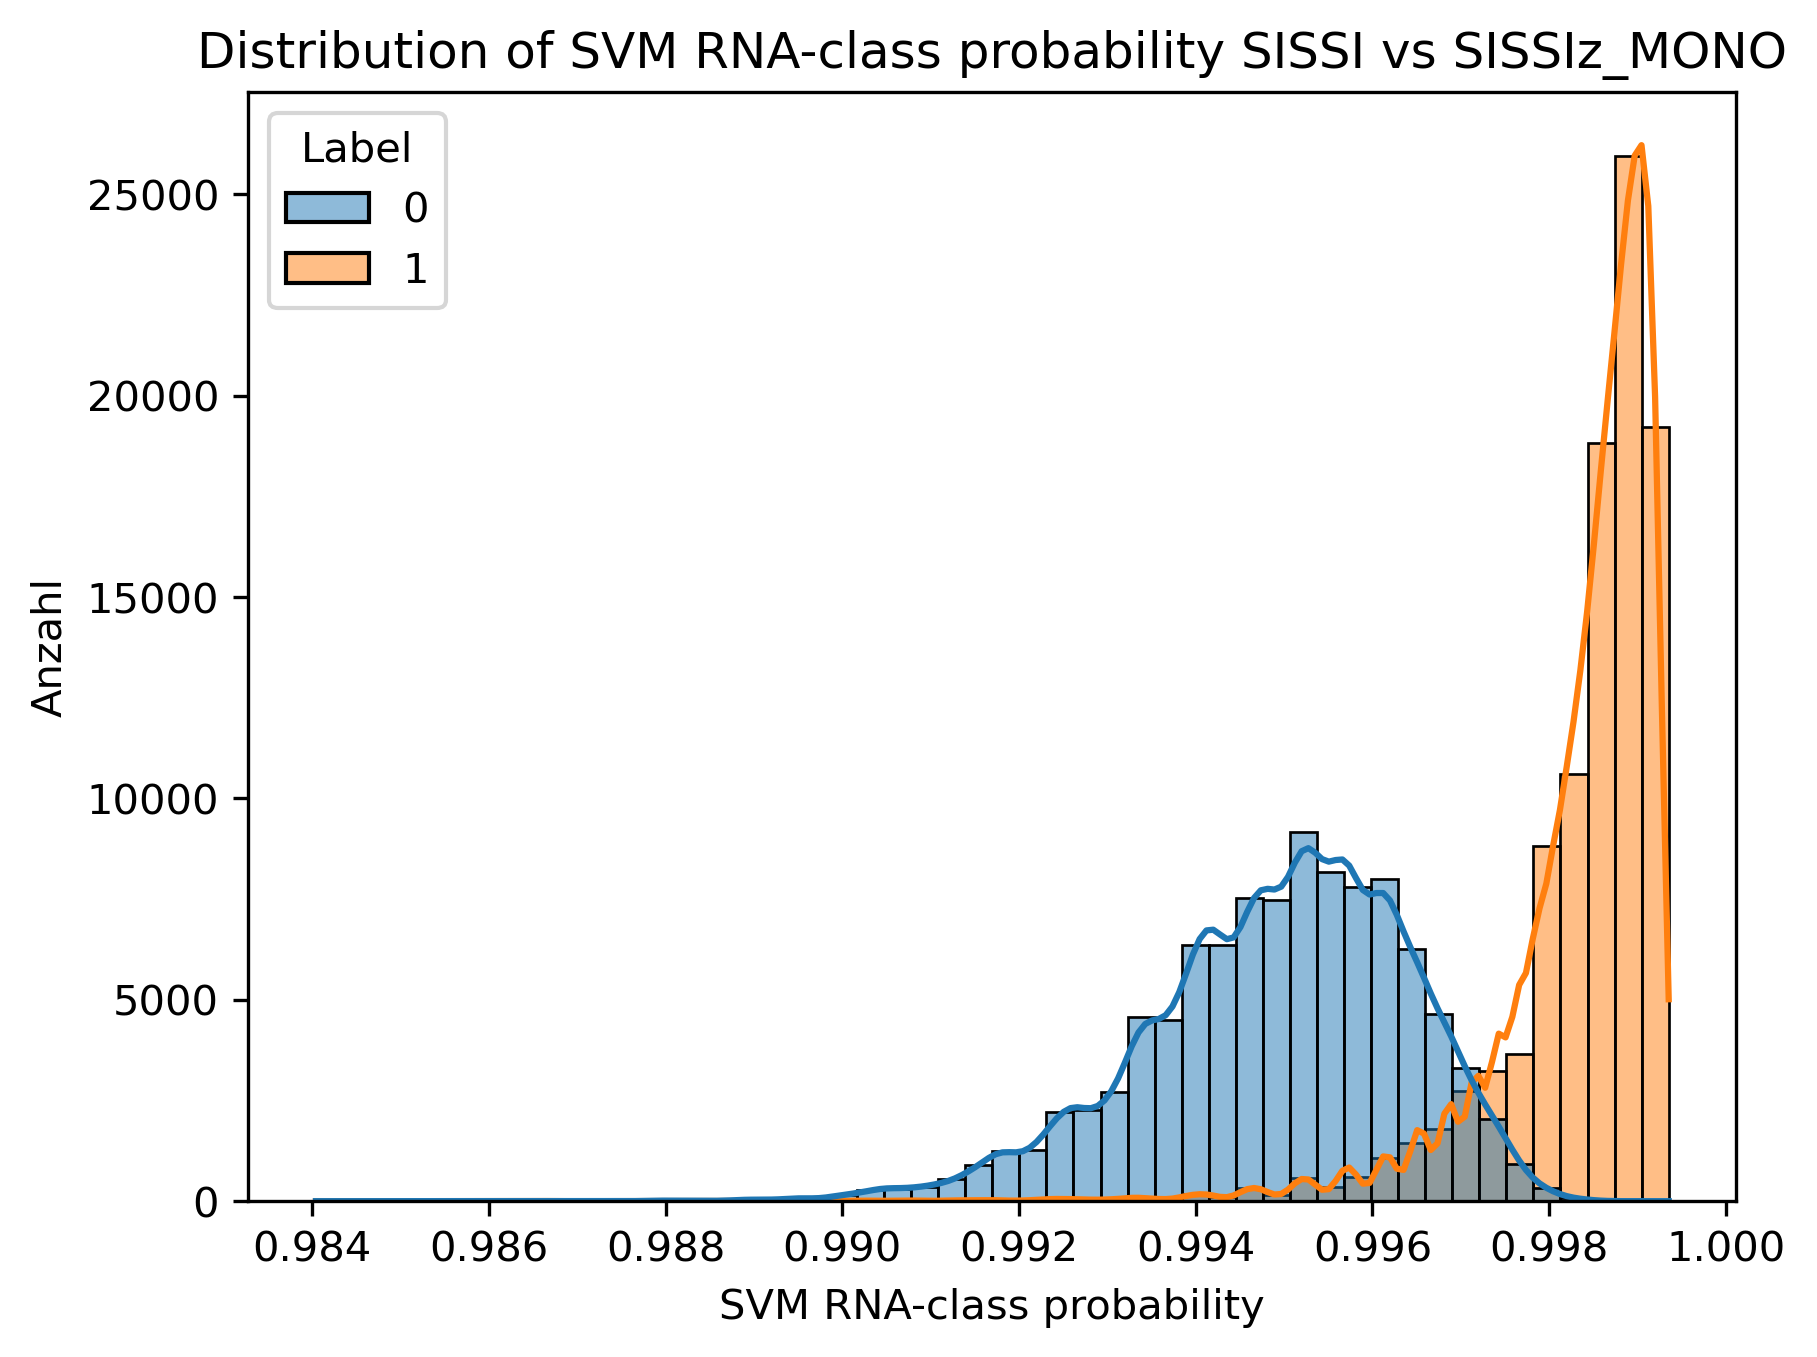 Distribution of SVM RNA-class probability SISSI vs SISSIz_MONO
Label
0
1
Anzahl
25000
20000
15000
10000
5000
0
0.984 0.986 0.988 0.990 0.992 0.994 0.996 0.998 1.000
SVM RNA-class probability